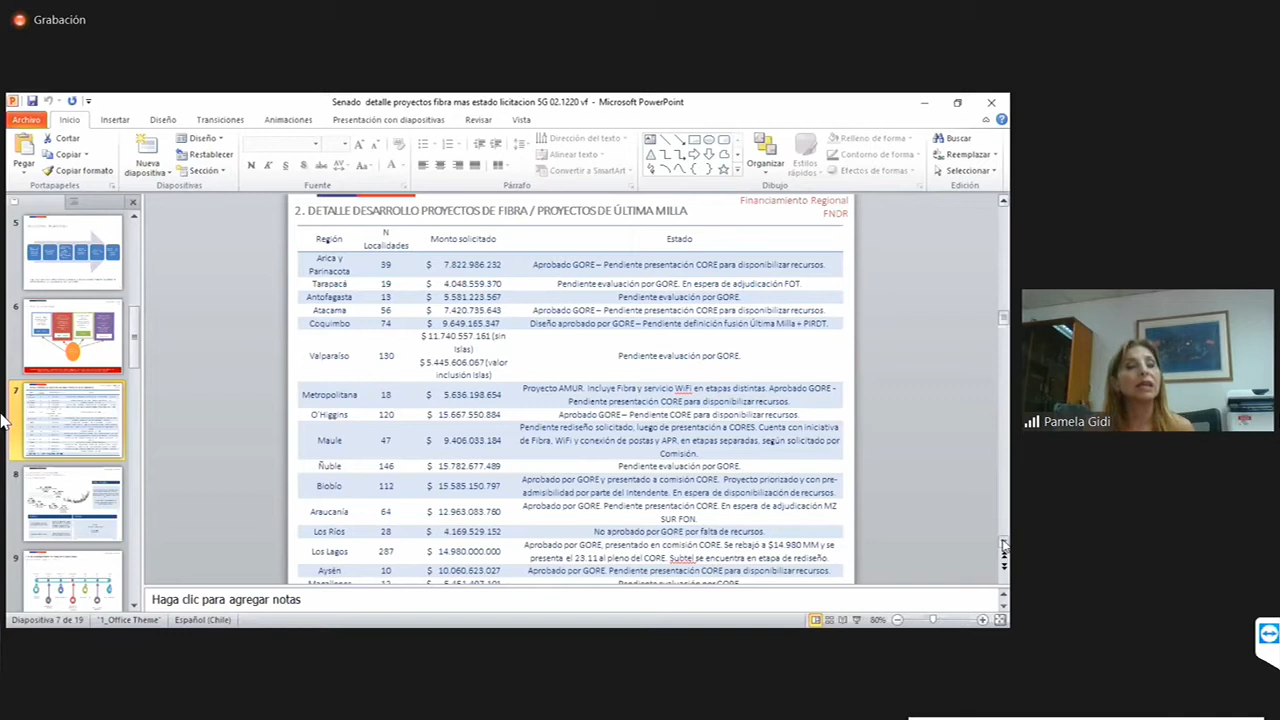 Grabación
Senado detalle proyectos fibra mas estado licitacion 5G 02.1220 vf - Microsoft PowerPoint
Archivo Inicio Insertar Diseño Transiciones Animaciones Presentación con diapositivas Revisar Vista
Pegar
Cortar
Copiar
Copiar formato
Portapapeles
Nueva
diapositiva
Diseño
Restablecer
Sección
Diapositivas
Fuente
Dirección del texto
Alinear texto
Convertir a SmartArt
Párrafo
Organizar
Estilos
rápidos
Relleno de forma
Contorno de forma
Efectos de formas
Dibujo
Buscar
Reemplazar
Seleccionar
Edición
5
6
7
8
9
Financiamiento Regional
FNDR
2. DETALLE DESARROLLO PROYECTOS DE FIBRA / PROYECTOS DE ÚLTIMA MILLA
Región N Localidades Monto solicitado Estado
Arica y Parinacota 39 $ 7.822.986.232 Aprobado GORE – Pendiente presentación CORE para disponibilizar recursos.
Tarapacá 19 $ 4.048.559.370 Pendiente evaluación por GORE. En espera de adjudicación FOT.
Antofagasta 13 $ 5.581.223.567 Pendiente evaluación por GORE.
Atacama 56 $ 7.420.735.643 Aprobado GORE – Pendiente presentación CORE para disponibilizar recursos.
Coquimbo 74 $ 9.649.165.347 Diseño aprobado por GORE – Pendiente definición fusión Última Milla + PIRDT.
Valparaíso 130 $ 11.740.557.161 (sin Islas) $ 5.445.606.067 (valor inclusión Islas) Pendiente evaluación por GORE.
Metropolitana 18 $ 5.636.198.654 Proyecto AMUR. Incluye Fibra y servicio WiFi en etapas distintas. Aprobado GORE - Pendiente presentación CORE para disponibilizar recursos.
O'Higgins 120 $ 15.667.550.884 Aprobado GORE – Pendiente CORE para disponibilizar recursos.
Maule 47 $ 9.406.033.184 Pendiente rediseño solicitado, luego de presentación a CORES. Cuenta con iniciativa de Fibra, WiFi y conexión de postas y APR, en etapas separadas, según solicitado por Comisión.
Ñuble 146 $ 15.782.677.489 Pendiente evaluación por GORE.
Biobío 112 $ 15.585.150.797 Aprobado por GORE y presentado a comisión CORE. Proyecto priorizado y con pre-admisibilidad por parte del Intendente. En espera de disponibilización de recursos.
Araucanía 64 $ 12.963.083.760 Aprobado por GORE. Pendiente presentación CORE. En espera de adjudicación MZ SUR FON.
Los Ríos 28 $ 4.169.529.152 No aprobado por GORE por falta de recursos.
Los Lagos 287 $ 14.980.000.000 Aprobado por GORE, presentado en comisión CORE. Se rebajó a $14.980 MM y se presenta el 23.11 al pleno del CORE. Subtel se encuentra en etapa de rediseño.
Aysén 10 $ 10.060.623.027 Aprobado por GORE. Pendiente presentación CORE para disponibilizar recursos.
Haga clic para agregar notas
Diapositiva 7 de 19 "1_Office Theme" Español (Chile) 80%
Pamela Gidi